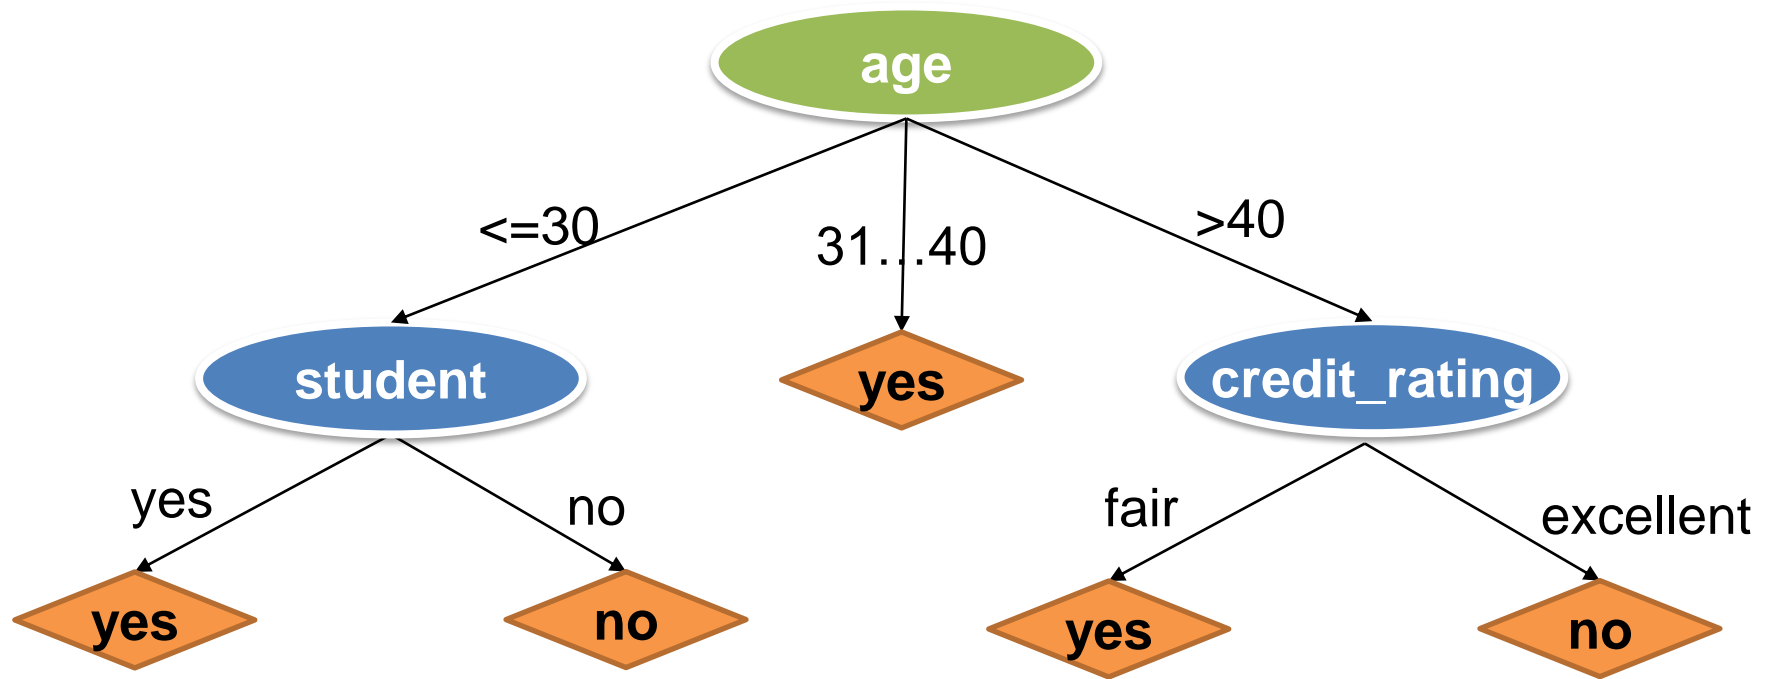 age
<=30
31…40
>40
student
yes
credit_rating
yes
no
fair
excellent
yes
no
yes
no